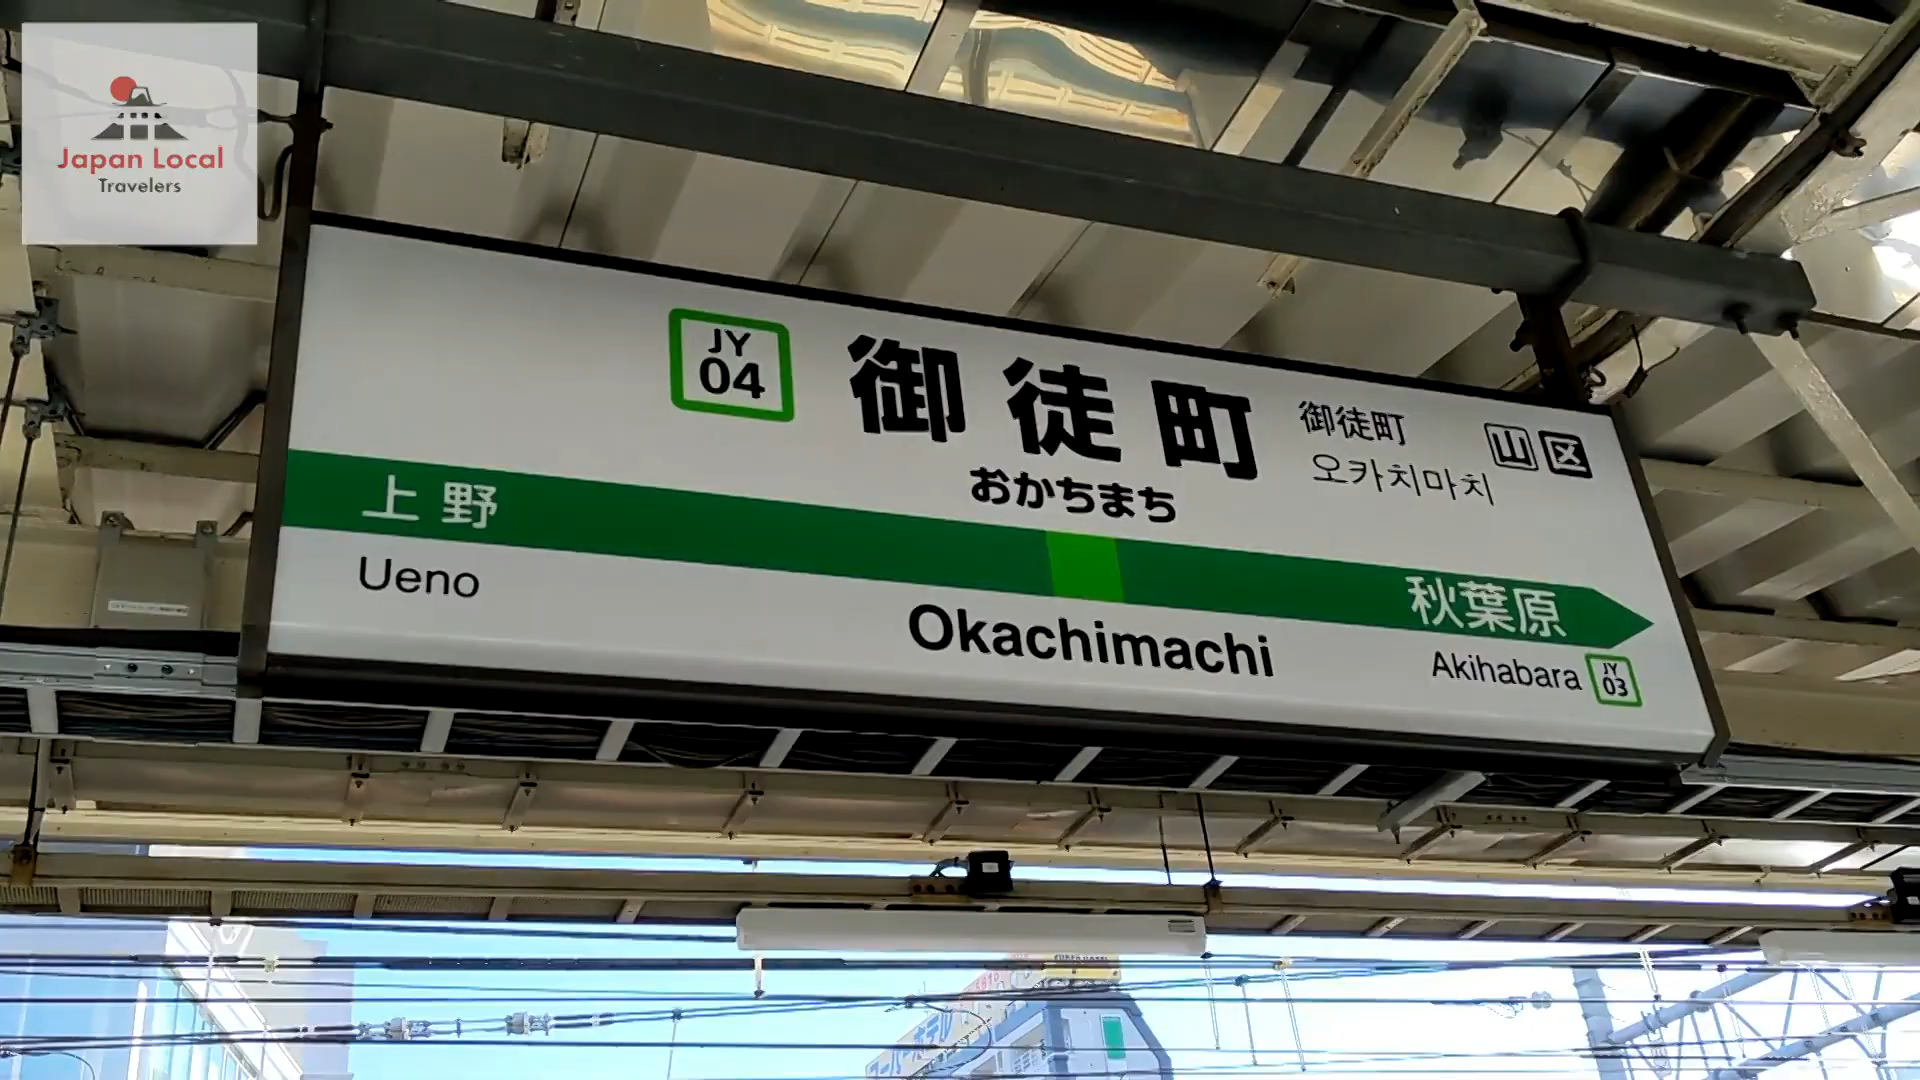 Japan Local
Travelers
JY
04
御徒町
おかちまち
御徒町
오카치마치
山 区
上野
秋葉原
Ueno
Okachimachi
Akihabara
JY
03